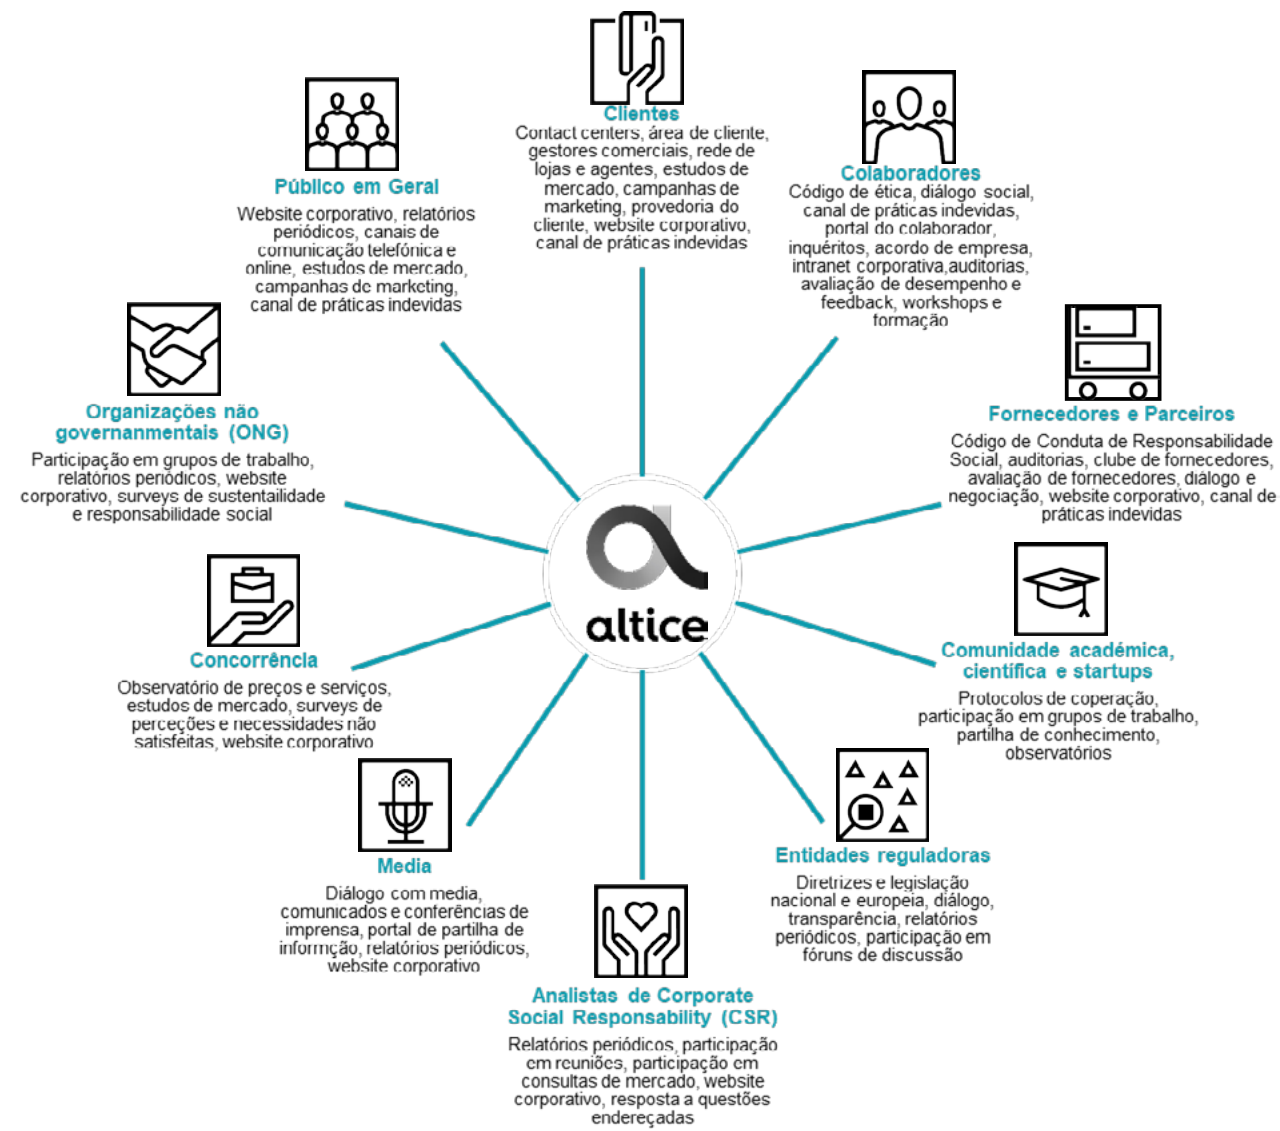 Clientes
Contact centers, área de cliente,
gestores comerciais, rede de
lojas e agentes, estudos de
mercado, campanhas de
marketing, provedoria do
cliente, website corporativo,
canal de práticas indevidas
Colaboradores
Código de ética, diálogo social,
canal de práticas indevidas,
portal do colaborador,
inquéritos, acordo de empresa,
intranet corporativa,auditorias,
avaliação de desempenho e
feedback, workshops e
formação
Fornecedores e Parceiros
Código de Conduta de Responsabilidade
Social, auditorias, clube de fornecedores,
avaliação de fornecedores, diálogo e
negociação, website corporativo, canal de
práticas indevidas
Comunidade académica,
científica e startups
Protocolos de coperação,
participação em grupos de trabalho,
partilha de conhecimento,
observatórios
Entidades reguladoras
Diretrizes e legislação
nacional e europeia, diálogo,
transparência, relatórios
periódicos, participação em
fóruns de discussão
Analistas de Corporate
Social Responsability (CSR)
Relatórios periódicos, participação
em reuniões, participação em
consultas de mercado, website
corporativo, resposta a questões
endereçadas
Media
Diálogo com media,
comunicados e conferências de
imprensa, portal de partilha de
informção, relatórios periódicos,
website corporativo
Concorrência
Observatório de preços e serviços,
estudos de mercado, surveys de
perceções e necessidades não
satisfeitas, website corporativo
Organizações não
governanmentais (ONG)
Participação em grupos de trabalho,
relatórios periódicos, website
corporativo, surveys de sustentailidade
e responsabilidade social
Público em Geral
Website corporativo, relatórios
periódicos, canais de
comunicação telefónica e
online, estudos de mercado,
campanhas de marketing,
canal de práticas indevidas
altice